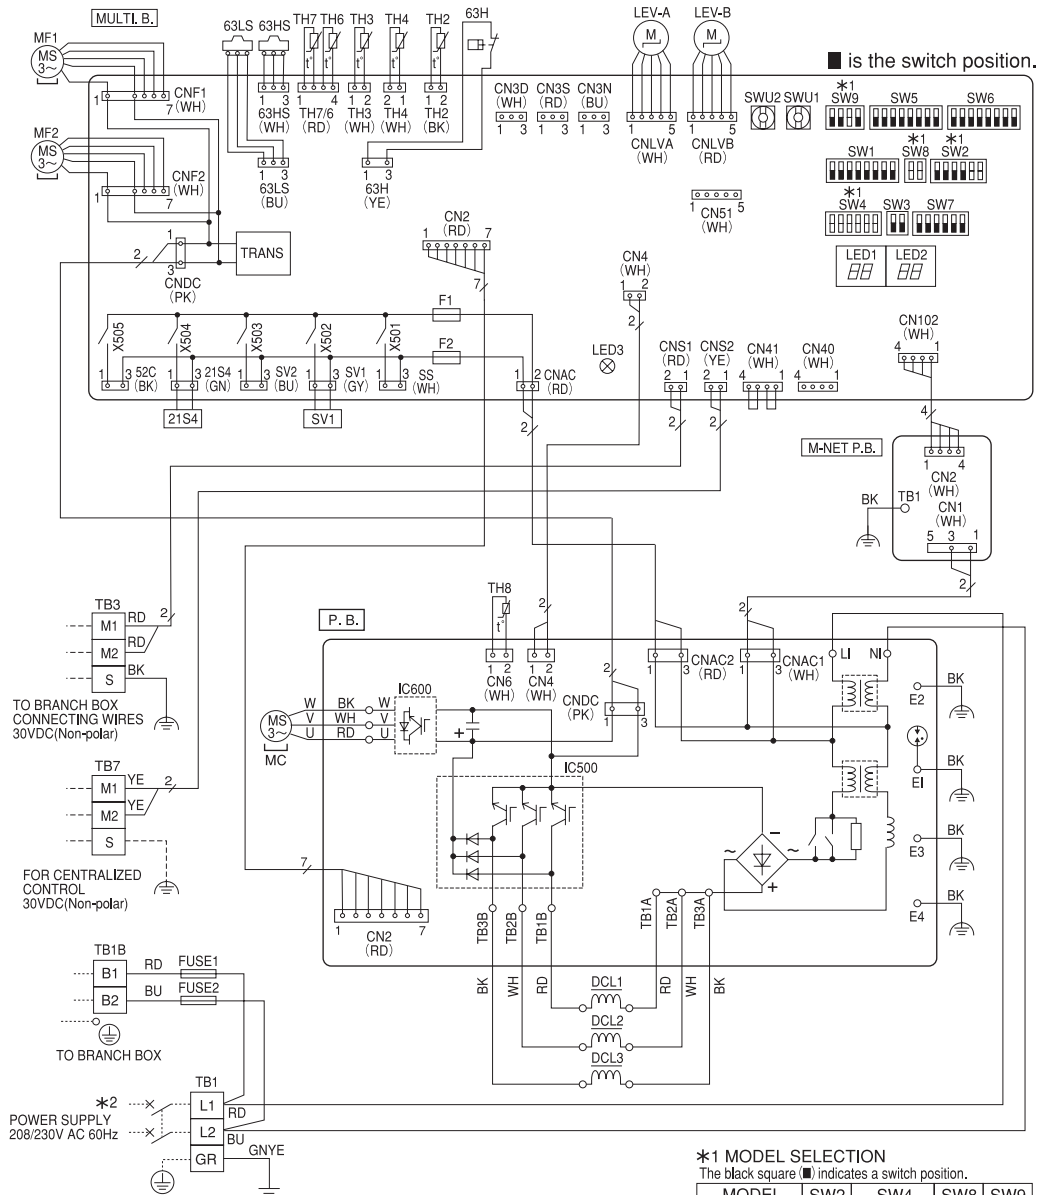 MULTI. B.
MF1
MS
3~
MF2
MS
3~
63LS 63HS TH7 TH6 TH3 TH4 TH2 63H
t° t° t° t°
LEV-A LEV-B
M M
■ is the switch position.
1 7 CNF1
(WH)
1 7 CNF2
(WH)
1 3
63HS
(WH)
1 4
TH7/6
(RD)
1 2
TH3
(WH)
2 1
TH4
(WH)
1 2
TH2
(BK)
1 3
63LS
(BU)
1 3
63H
(YE)
CN3D
(WH)
1 3
CN3S
(RD)
1 3
CN3N
(BU)
1 3
1 5
CNLVA
(WH)
1 5
CNLVB
(RD)
1 5
CN51
(WH)
SWU2 SWU1
*1
SW9 SW5 SW6
*1 *1
SW1 SW8 SW2
*1
SW4 SW3 SW7
LED1 LED2
1
3
2
CNDC
(PK)
TRANS
CN2
(RD)
1 7
7
CN4
(WH)
1 2
2
F1
F2
X505 X504 X503 X502 X501
1 3 52C
(BK)
1 3 21S4
(GN)
1 3 SV2
(BU)
1 3 SV1
(GY)
1 3 SS
(WH)
1 2 CNAC
(RD)
2
21S4
SV1
LED3
CNS1
(RD)
2 1
2
CNS2
(YE)
2 1
2
CN41
(WH)
4 1
CN40
(WH)
4 1
CN102
(WH)
4 1
4
M-NET P.B.
1 4
CN2
(WH)
BK TB1
CN1
(WH)
5 3 1
2
TB3
M1 RD 2
M2 RD
S BK
TO BRANCH BOX
CONNECTING WIRES
30VDC(Non-polar)
TB7
M1 YE 2
M2 YE
S
FOR CENTRALIZED
CONTROL
30VDC(Non-polar)
P. B.
TH8
t°
1 2
CN6
(WH)
2
1 2
CN4
(WH)
2
CNDC
(PK)
1 3
2
1 3
CNAC2
(RD)
2
1 3
CNAC1
(WH)
LI NI
MS
3~
MC
W BK W
V WH V
U RD U
IC600
+
IC500
E2 BK
E1 BK
E3 BK
E4 BK
~ − ~ +
7
1 7
CN2
(RD)
TB3B TB2B TB1B
TB1A TB2A TB3A
BK WH RD
RD WH BK
DCL1
DCL2
DCL3
TB1B
B1 RD FUSE1
B2 BU FUSE2
TO BRANCH BOX
TB1
*2
POWER SUPPLY
208/230V AC 60Hz
L1 RD
L2 BU
GR GNYE
*1 MODEL SELECTION
The black square (■) indicates a switch position.
MODEL SW2 SW4 SW8 SW9